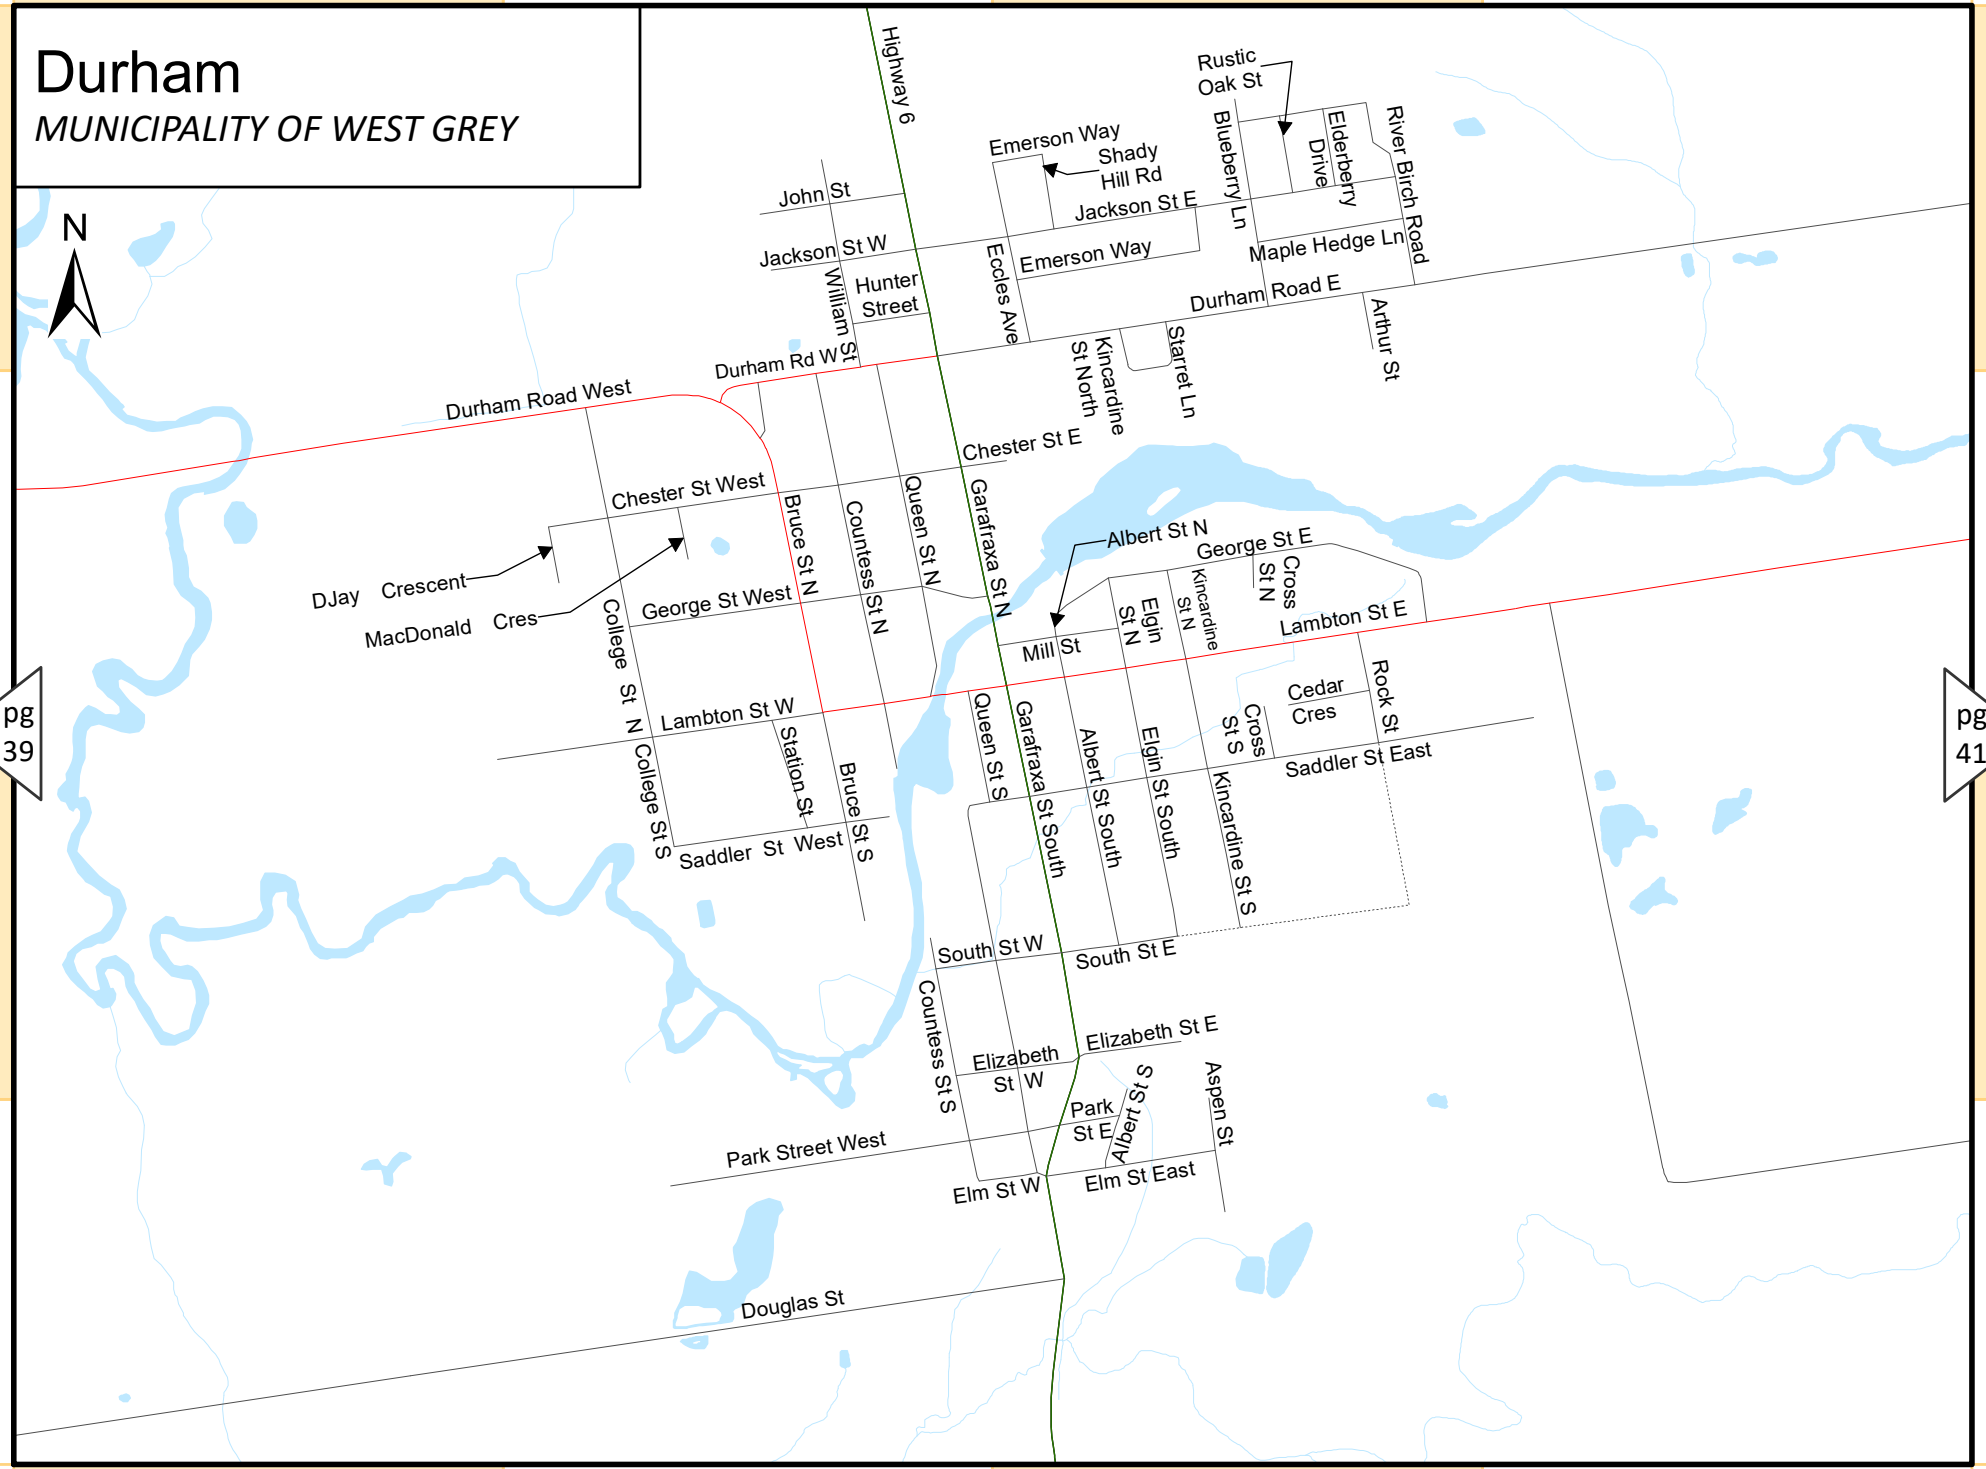 Durham
MUNICIPALITY OF WEST GREY
N
Highway 6
Rustic
Oak St
Emerson Way
Shady
Hill Rd
Blueberry Ln
Elderberry
Drive
River Birch Road
John St
Jackson St E
Jackson St W
Emerson Way
Maple Hedge Ln
Hunter
Street
William St
Eccles Ave
Durham Road E
Arthur St
Kincardine
St North
Starret Ln
Durham Rd W
Durham Road West
Chester St E
Chester St West
Bruce St N
Countess St N
Queen St N
Garafraxa St N
Albert St N
George St E
Cross
St N
DJay Crescent
MacDonald Cres
College St N
George St West
Elgin
St N
Kincardine
St N
Mill St
Lambton St E
Lambton St W
Rock St
Cedar
Cres
Cross
St S
pg
39
pg
41
College St S
Station St
Bruce St S
Queen St S
Garafraxa St South
Albert St South
Elgin St South
Kincardine St S
Saddler St East
Saddler St West
South St W
South St E
Countess St S
Elizabeth St E
Elizabeth
St W
Aspen St
Albert St S
Park
St E
Park Street West
Elm St W
Elm St East
Douglas St